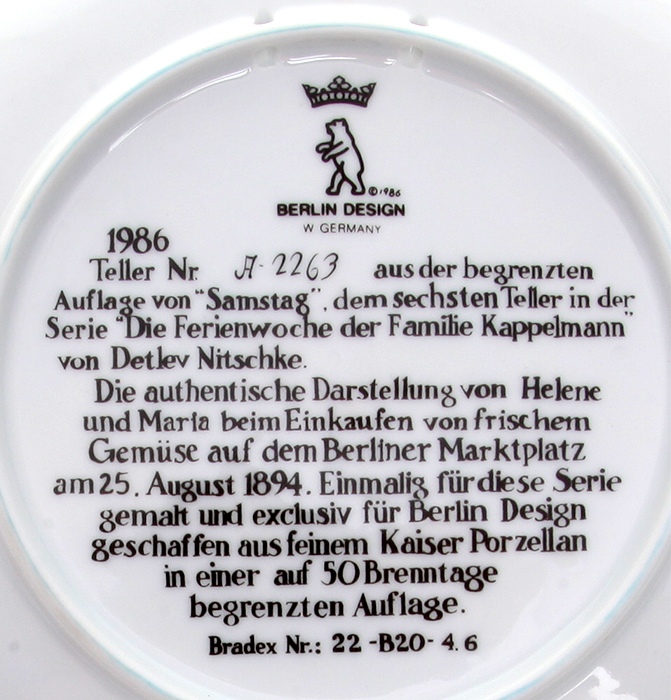 ©1986
BERLIN DESIGN
W GERMANY
1986
Teller Nr. A-2263 aus der begrenzten
Auflage von "Samstag", dem sechsten Teller in der
Serie "Die Ferienwoche der Familie Kappelmann"
von Detlev Nitschke.
Die authentische Darstellung von Helene
und Maria beim Einkaufen von frischem
Gemüse auf dem Berliner Marktplatz
am 25. August 1894. Einmalig für diese Serie
gemalt und exclusiv für Berlin Design
geschaffen aus feinem Kaiser Porzellan
in einer auf 50 Brenntage
begrenzten Auflage.
Bradex Nr.: 22-B20-4.6